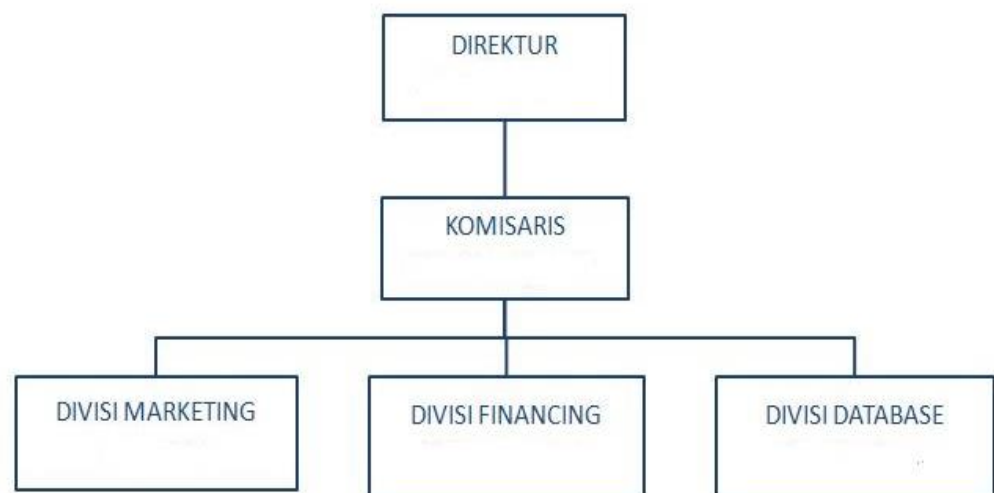 DIREKTUR
KOMISARIS
DIVISI MARKETING
DIVISI FINANCING
DIVISI DATABASE